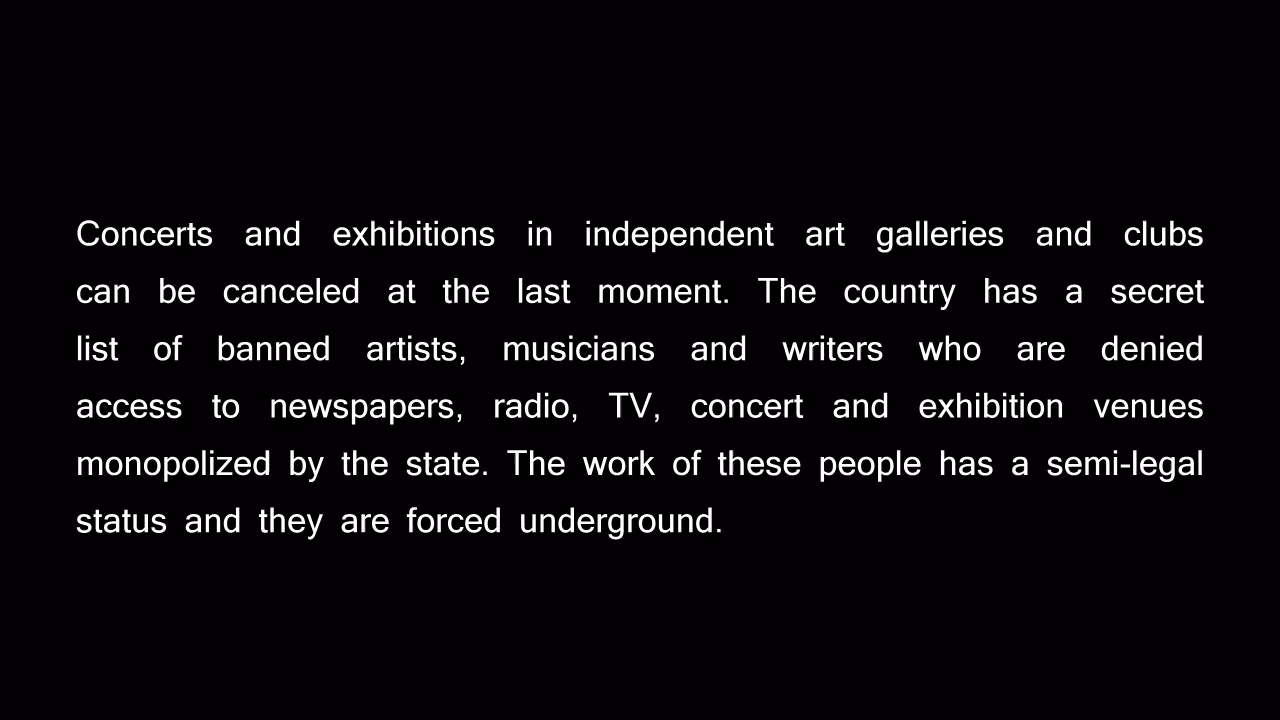 Concerts and exhibitions in independent art galleries and clubs
can be canceled at the last moment. The country has a secret
list of banned artists, musicians and writers who are denied
access to newspapers, radio, TV, concert and exhibition venues
monopolized by the state. The work of these people has a semi-legal
status and they are forced underground.